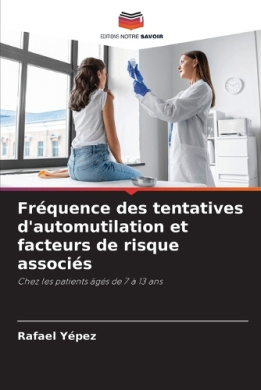 EDITIONS NOTRE SAVOIR
Fréquence des tentatives
d'automutilation et
facteurs de risque
associés
Chez les patients âgés de 7 à 13 ans
Rafael Yépez